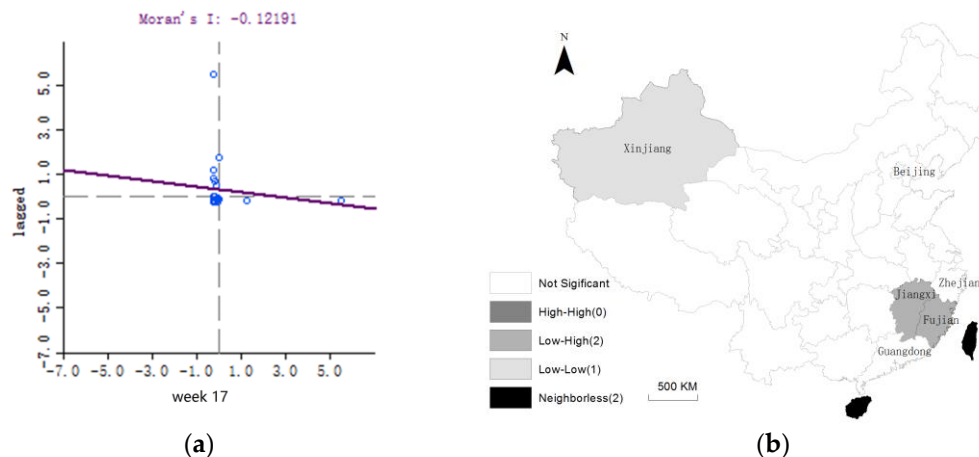 Moran's I: -0.12191
5.0
3.0
1.0
-1.0
-3.0
-5.0
-7.0
lagged
-7.0 -5.0 -3.0 -1.0 1.0 3.0 5.0
week 17
(a)
N
Xinjiang
Beijing
Zhejian
Jiangxi
Fujian
Guangdong
Not Sigificant
High-High(0)
Low-High(2)
Low-Low(1)
Neighborless(2)
500 KM
(b)